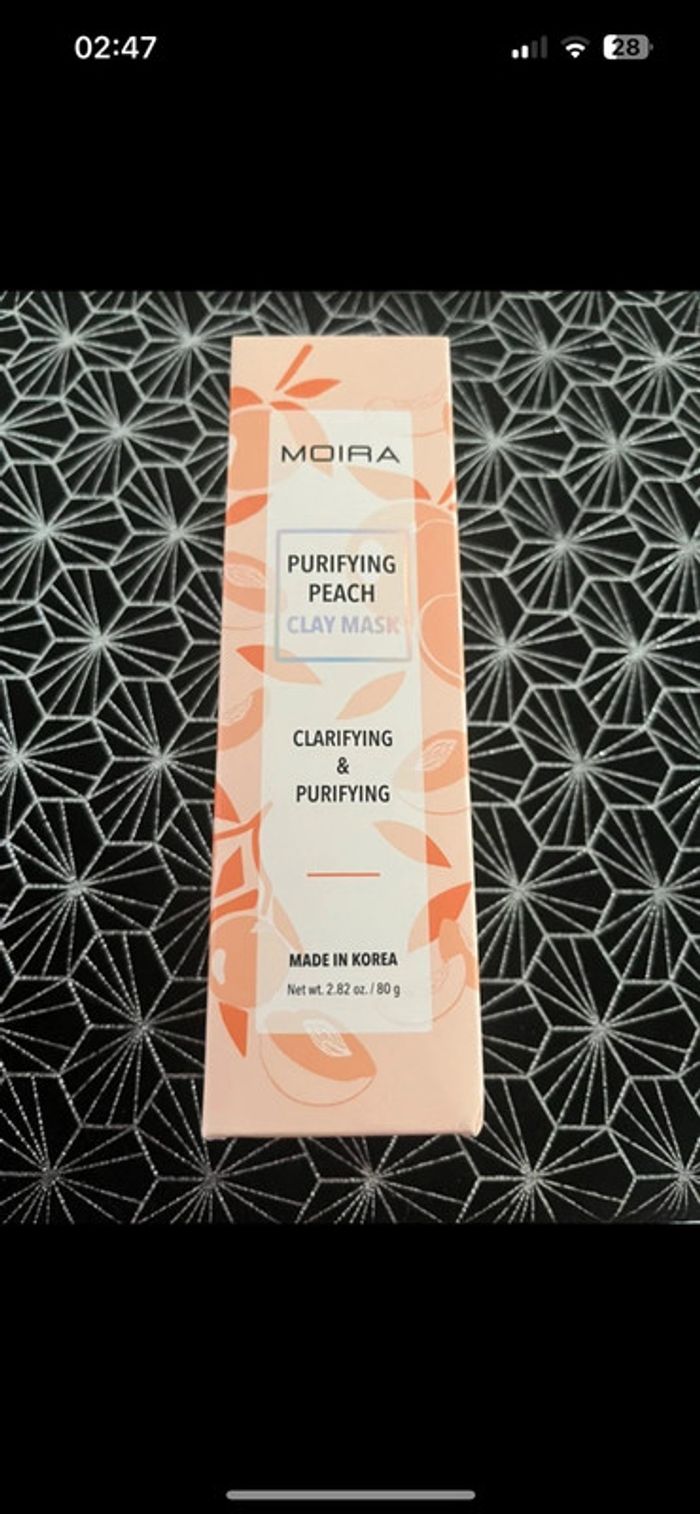 02:47
28
MOIRA
PURIFYING
PEACH
CLAY MASK
CLARIFYING
&
PURIFYING
MADE IN KOREA
Net wt. 2.82 oz. / 80 g